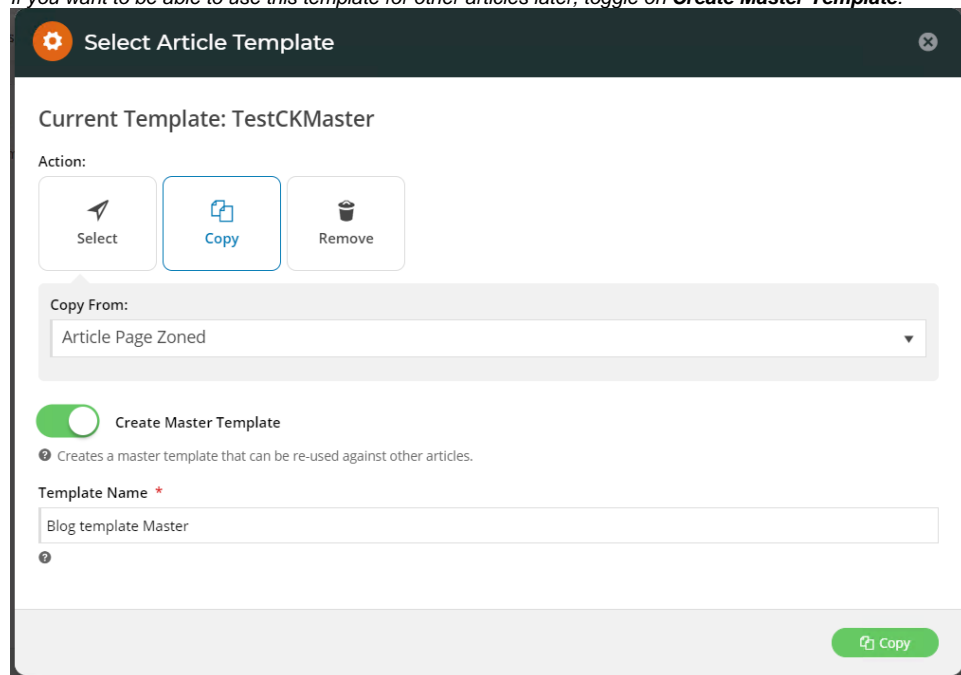 If you want to be able to use this template for other articles later, toggle on Create Master Template.
Select Article Template
Current Template: TestCKMaster
Action:
Select
Copy
Remove
Copy From:
Article Page Zoned
Create Master Template
Creates a master template that can be re-used against other articles.
Template Name *
Blog template Master
Copy